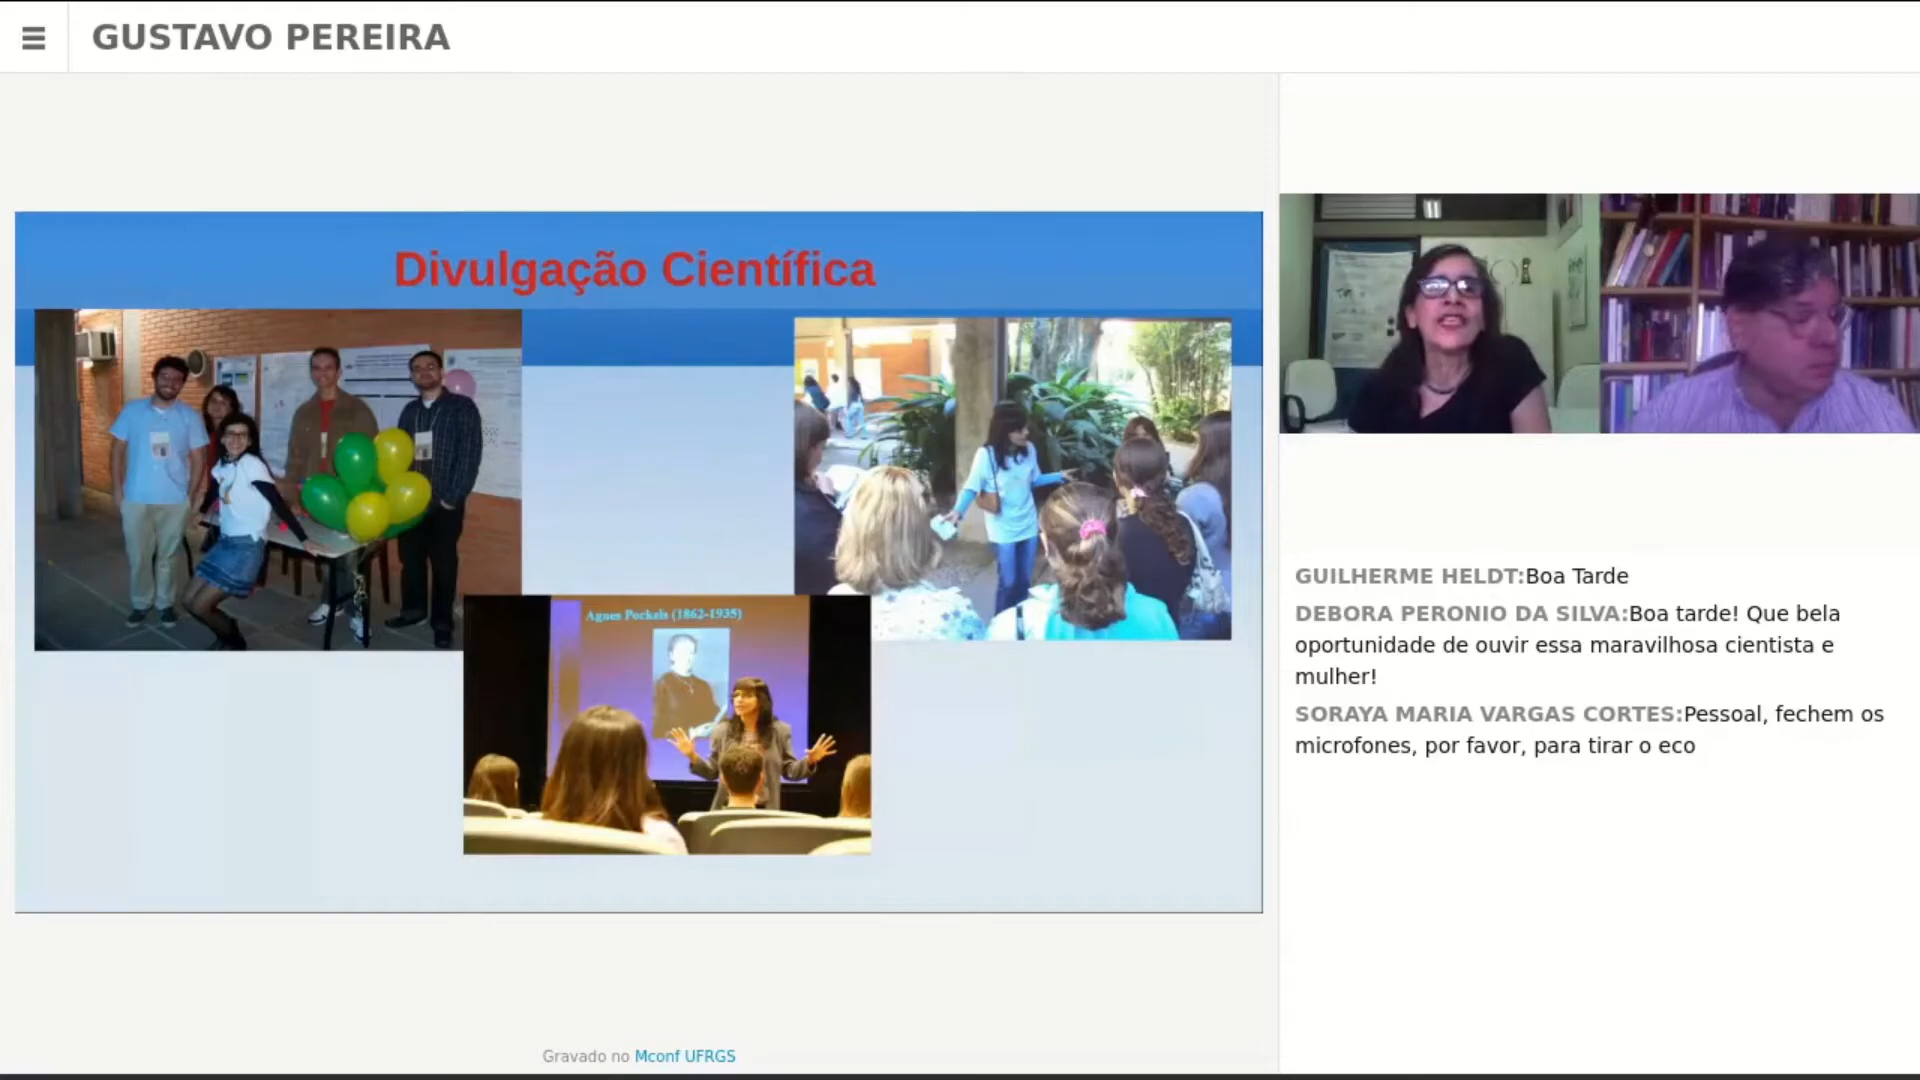 GUSTAVO PEREIRA
Divulgação Científica
Agnes Pockels (1862-1935)
GUILHERME HELDT:Boa Tarde
DEBORA PERONIO DA SILVA:Boa tarde! Que bela
oportunidade de ouvir essa maravilhosa cientista e
mulher!
SORAYA MARIA VARGAS CORTES:Pessoal, fechem os
microfones, por favor, para tirar o eco
Gravado no Mconf UFRGS